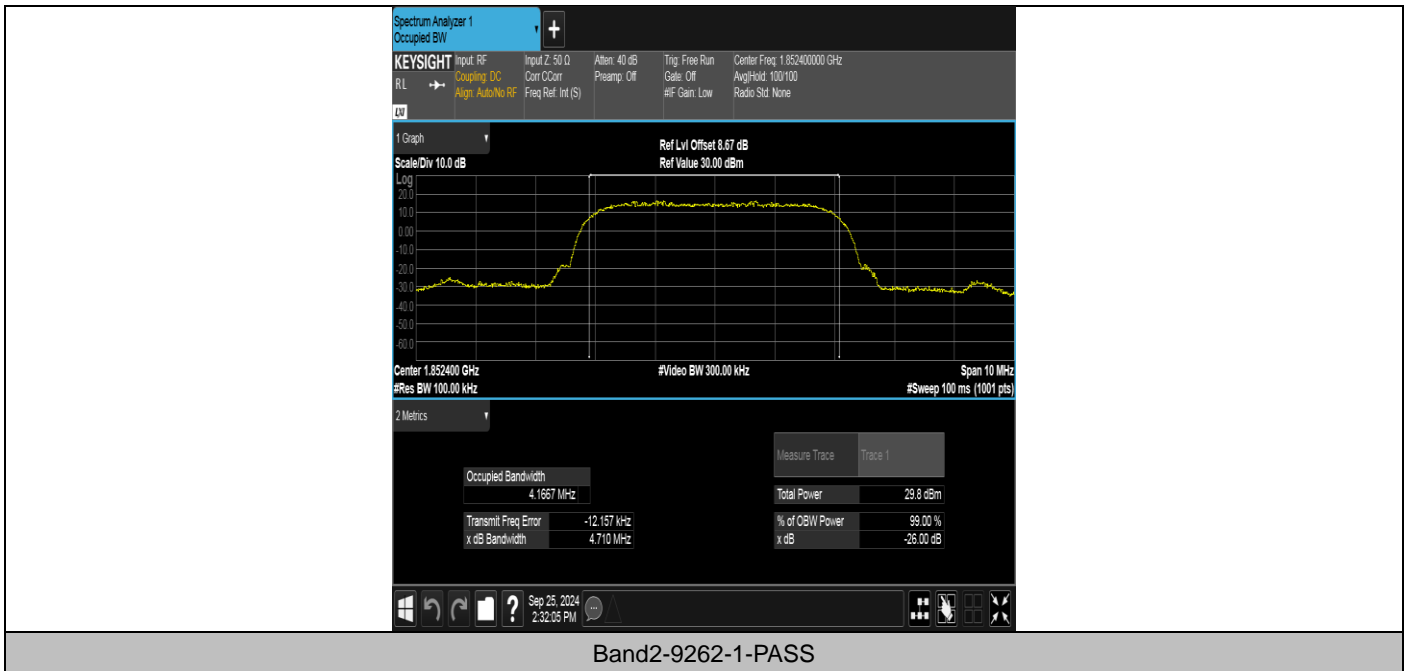 Spectrum Analyzer 1
Occupied BW
+
KEYSIGHT
RL
LXI
Input: RF
Coupling: DC
Align: Auto/No RF
Input Z: 50 Ω
Corr CCorr
Freq Ref: Int (S)
Atten: 40 dB
Preamp: Off
Trig: Free Run
Gate: Off
#IF Gain: Low
Center Freq: 1.852400000 GHz
Avg|Hold: 100/100
Radio Std: None
1 Graph
Scale/Div 10.0 dB
Ref Lvl Offset 8.67 dB
Ref Value 30.00 dBm
Log
20.0
10.0
0.00
-10.0
-20.0
-30.0
-40.0
-50.0
-60.0
Center 1.852400 GHz
#Res BW 100.00 kHz
#Video BW 300.00 kHz
Span 10 MHz
#Sweep 100 ms (1001 pts)
2 Metrics
Measure Trace Trace 1
Occupied Bandwidth
4.1667 MHz
Total Power 29.8 dBm
Transmit Freq Error -12.157 kHz
% of OBW Power 99.00 %
x dB Bandwidth 4.710 MHz
x dB -26.00 dB
?
Sep 25, 2024
2:32:05 PM
Band2-9262-1-PASS